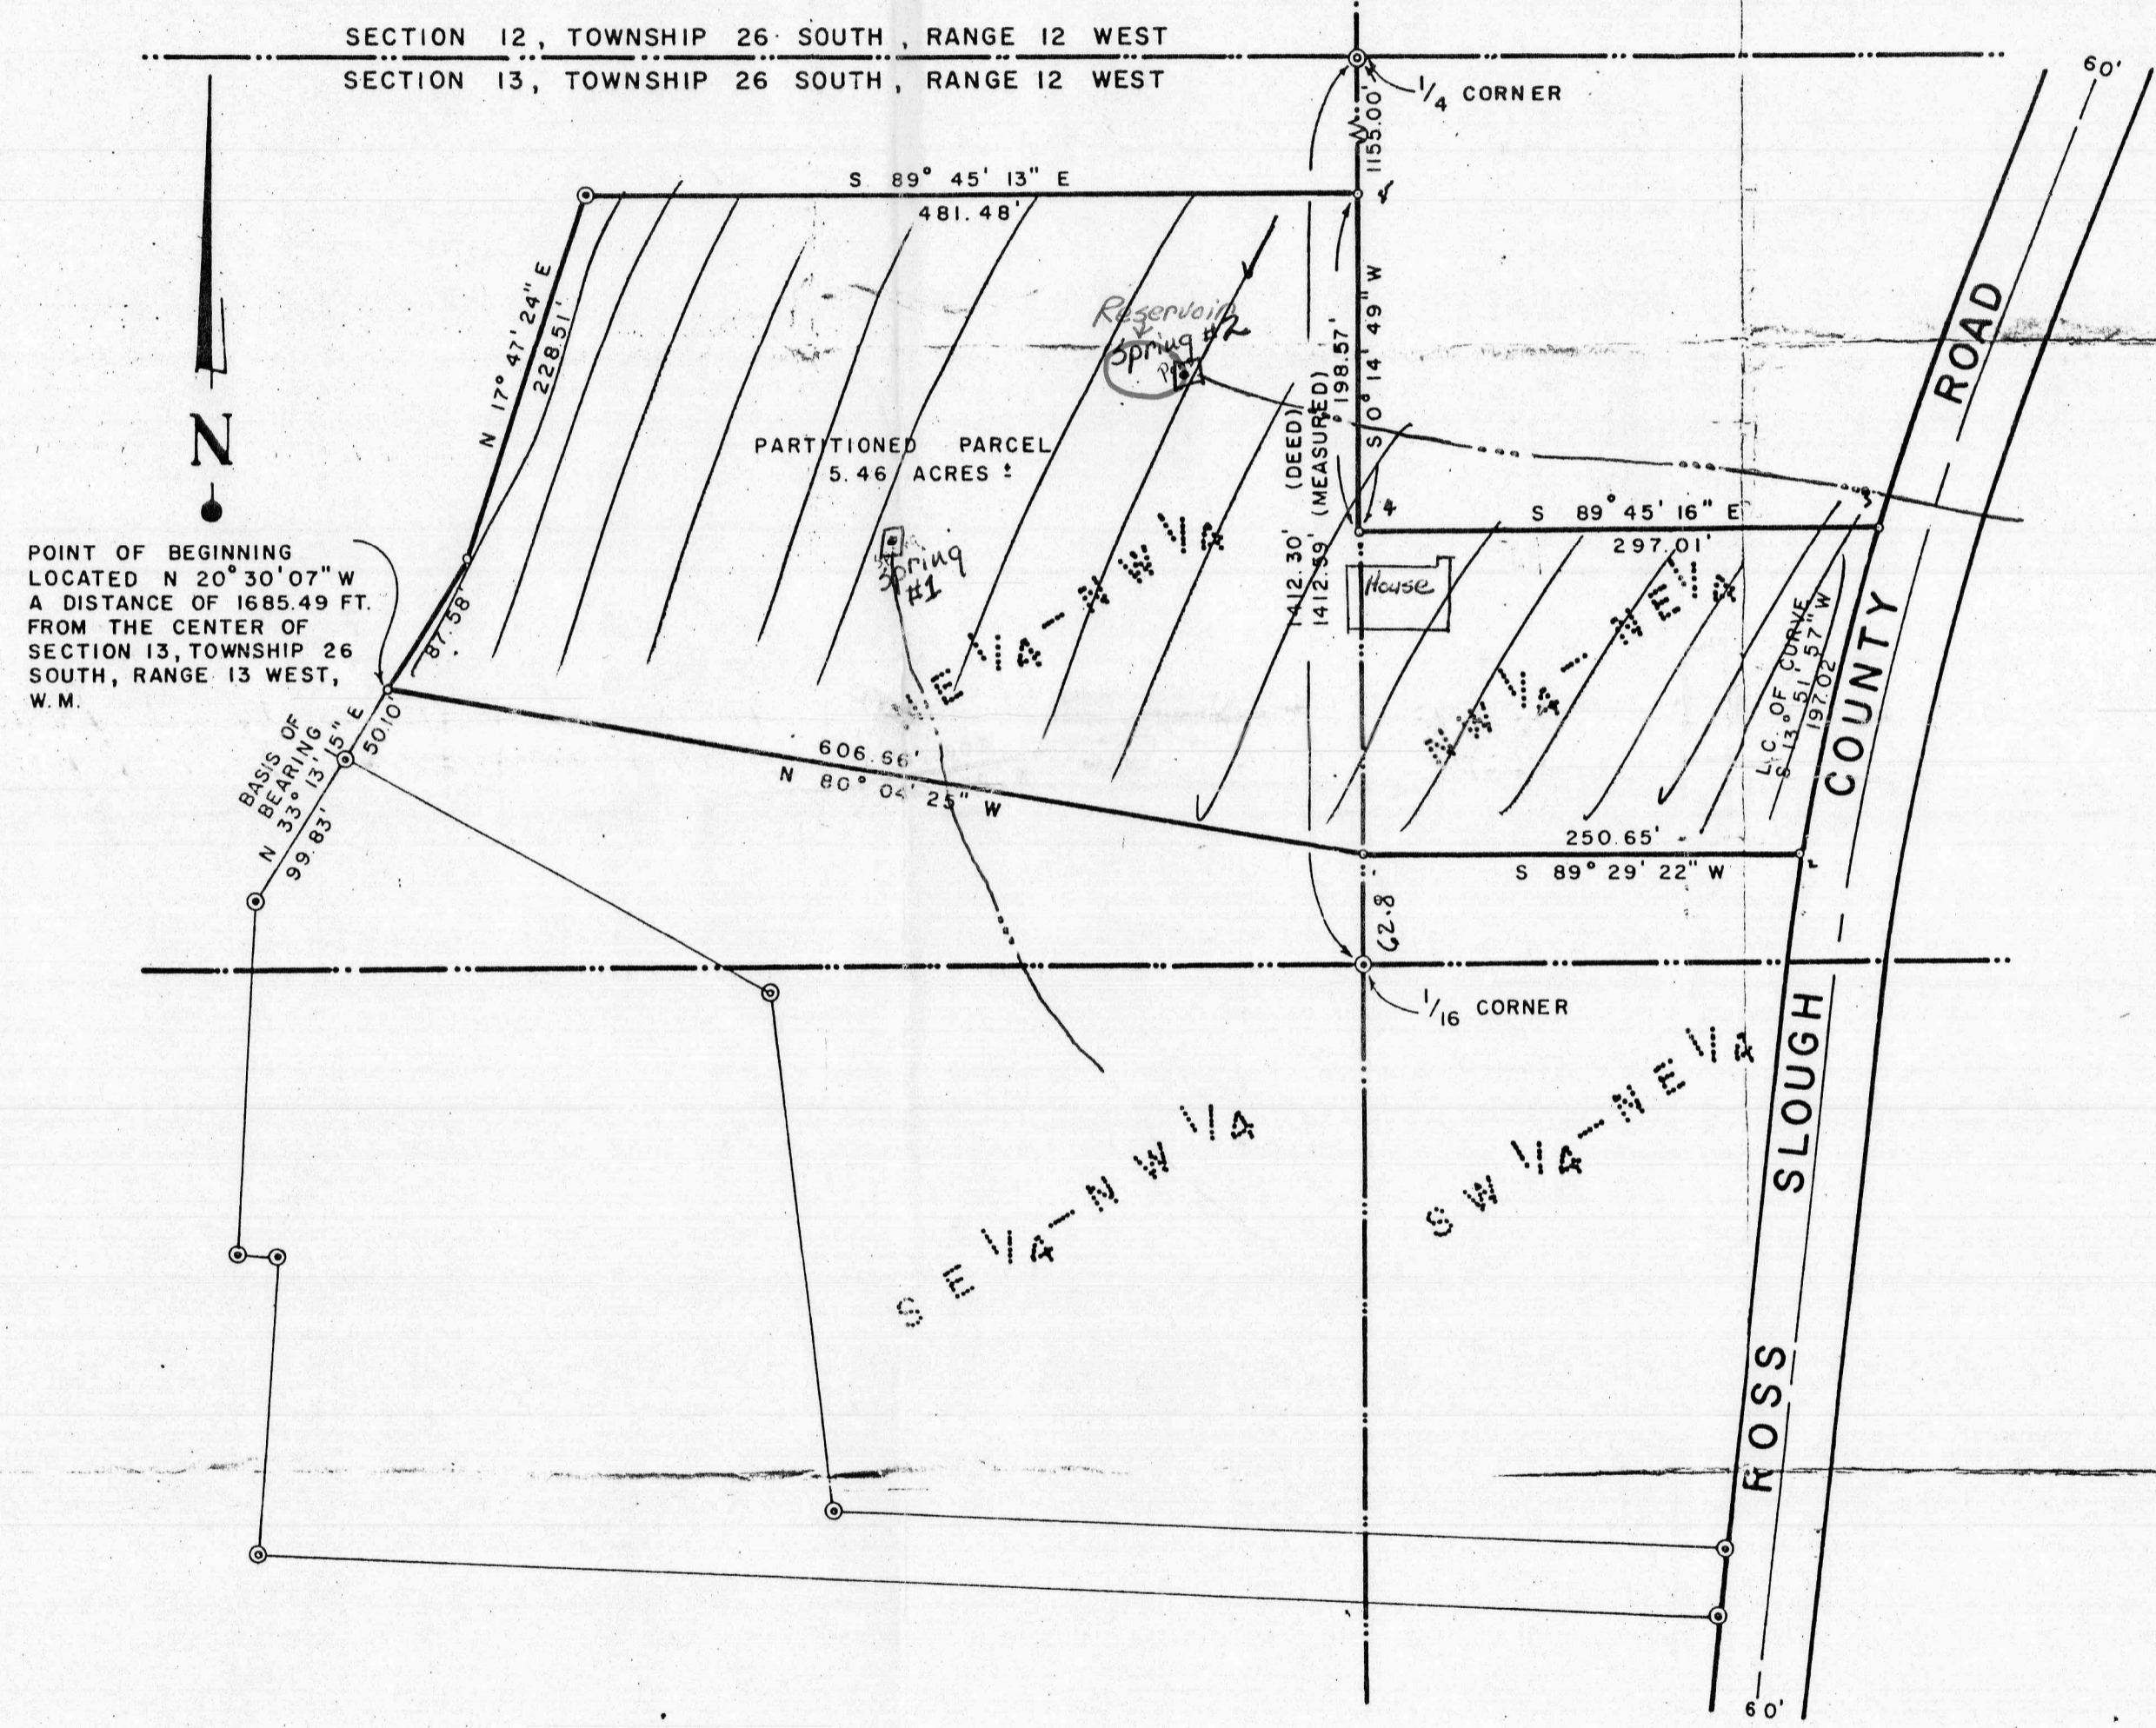 SECTION 12, TOWNSHIP 26 SOUTH, RANGE 12 WEST
SECTION 13, TOWNSHIP 26 SOUTH, RANGE 12 WEST
1/4 CORNER
60'
1155.00'
S 89° 45' 13" E
481.48'
N 17° 47' 24" E
228.51'
N
Reservoir
Spring #2
S 0° 14' 49" W
198.57'
ROAD
PARTITIONED PARCEL
5.46 ACRES ±
1412.30' (DEED)
1412.59' (MEASURED)
4
3
S 89° 45' 16" E
297.01'
House
Spring
#1
POINT OF BEGINNING
LOCATED N 20° 30' 07" W
A DISTANCE OF 1685.49 FT.
FROM THE CENTER OF
SECTION 13, TOWNSHIP 26
SOUTH, RANGE 13 WEST,
W.M.
87.58'
NE 1/4 - NW 1/4
NW 1/4 - NE 1/4
L.C. OF CURVE
S 13° 51' 57" W
197.02
COUNTY
BASIS OF
BEARING
N 33° 13' 15" E
50.10'
99.83'
606.66'
N 80° 04' 25" W
250.65'
S 89° 29' 22" W
2
62.8'
1/16 CORNER
SE 1/4 - NW 1/4
SW 1/4 - NE 1/4
SLOUGH
ROSS
60'